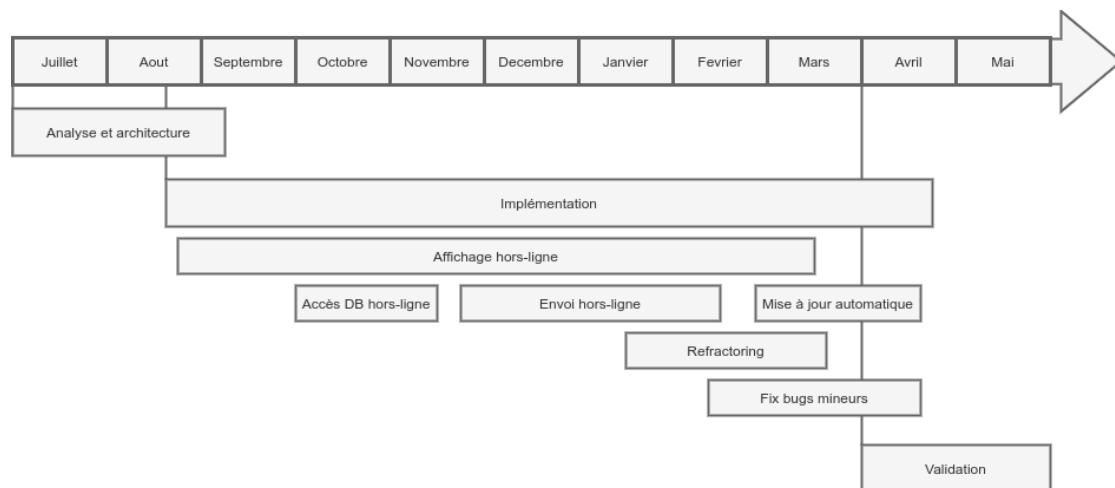 Juillet
Aout
Septembre
Octobre
Novembre
Decembre
Janvier
Fevrier
Mars
Avril
Mai
Analyse et architecture
Implémentation
Affichage hors-ligne
Accès DB hors-ligne
Envoi hors-ligne
Mise à jour automatique
Refractoring
Fix bugs mineurs
Validation